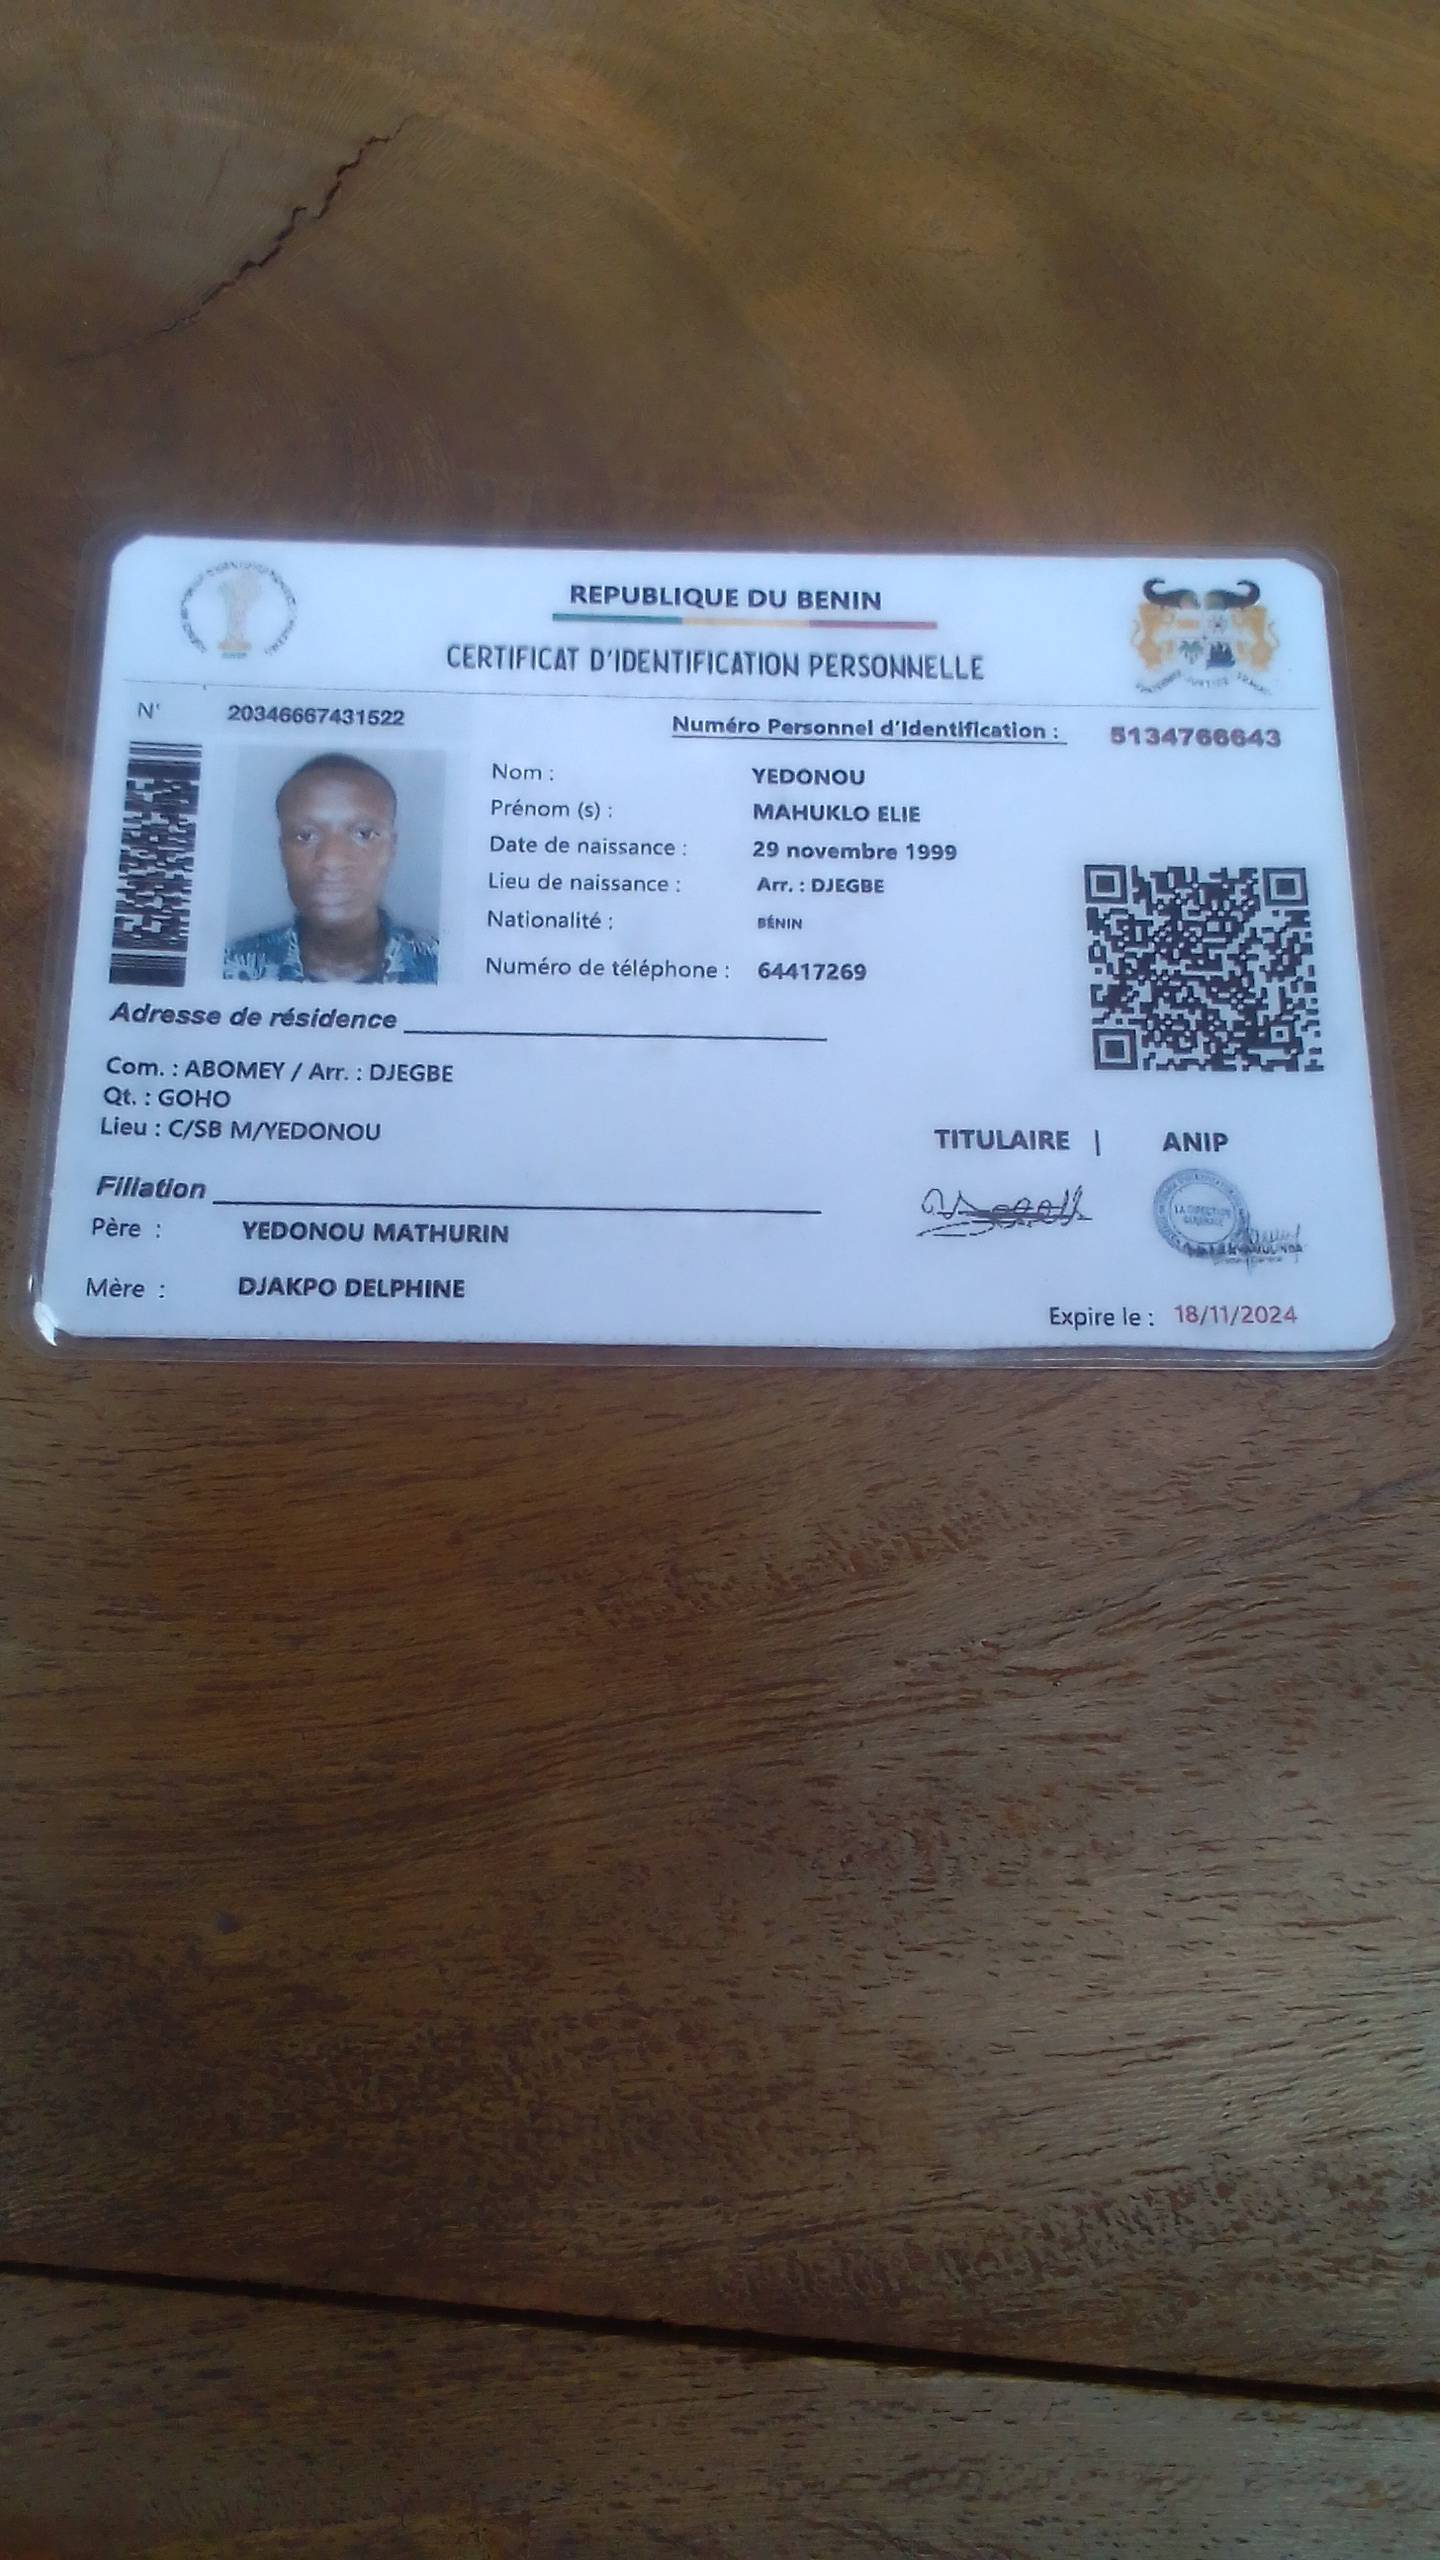 REPUBLIQUE DU BENIN
CERTIFICAT D'IDENTIFICATION PERSONNELLE
N° 20346667431522
Numéro Personnel d'Identification : 5134766643
Nom : YEDONOU
Prénom (s) : MAHUKLO ELIE
Date de naissance : 29 novembre 1999
Lieu de naissance : Arr. : DJEGBE
Nationalité : BÉNIN
Numéro de téléphone : 64417269
Adresse de résidence
Com. : ABOMEY / Arr. : DJEGBE
Qt. : GOHO
Lieu : C/SB M/YEDONOU
TITULAIRE | ANIP
LA DIRECTION GENERALE
Filiation
Père : YEDONOU MATHURIN
Mère : DJAKPO DELPHINE
Expire le : 18/11/2024